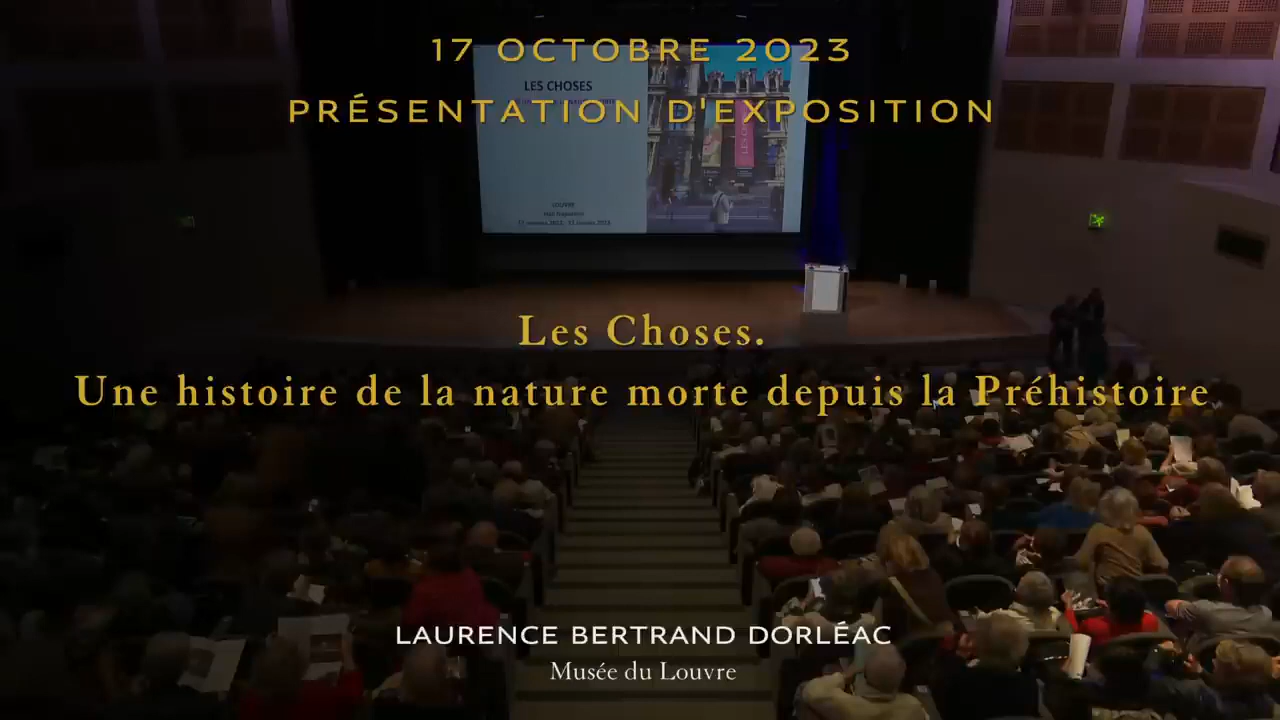 17 OCTOBRE 2023
PRÉSENTATION D'EXPOSITION
LES CHOSES
LOUVRE
Les Choses.
Une histoire de la nature morte depuis la Préhistoire
LAURENCE BERTRAND DORLÉAC
Musée du Louvre